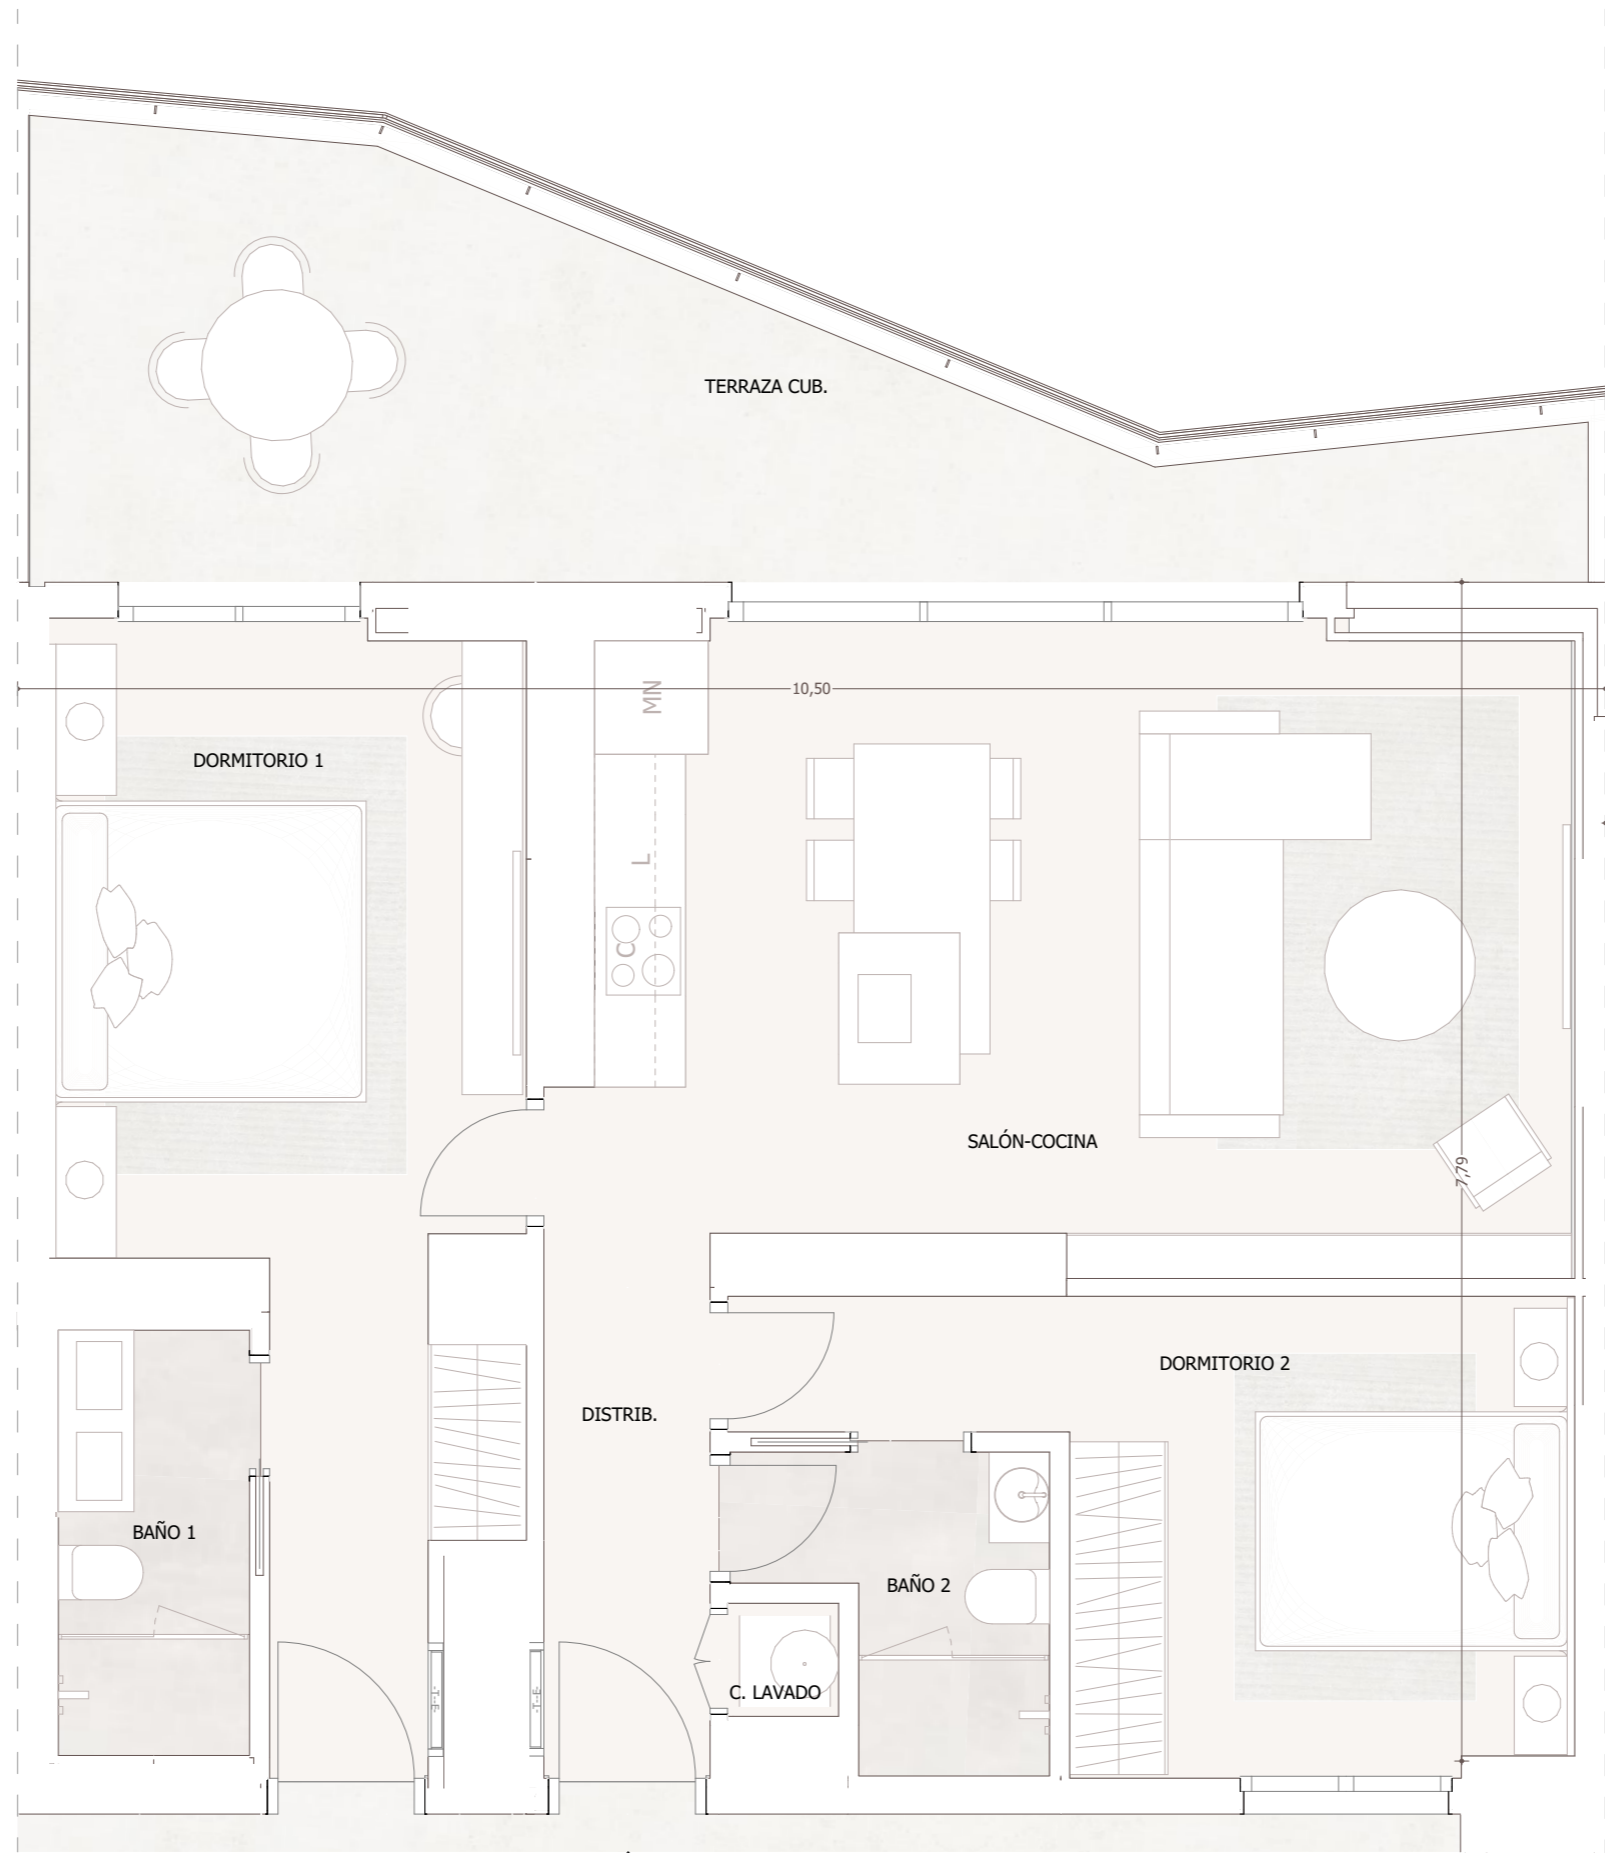 TERRAZA CUB.
MN
10,50
DORMITORIO 1
L
C
SALÓN-COCINA
7,79
DORMITORIO 2
DISTRIB.
BAÑO 1
BAÑO 2
C. LAVADO